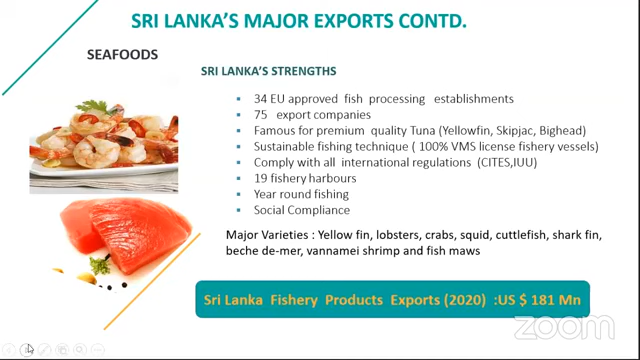 SRI LANKA'S MAJOR EXPORTS CONTD.
SEAFOODS
SRI LANKA'S STRENGTHS
34 EU approved fish processing establishments
75 export companies
Famous for premium quality Tuna (Yellowfin, Skipjac, Bighead)
Sustainable fishing technique ( 100% VMS license fishery vessels)
Comply with all international regulations (CITES,IUU)
19 fishery harbours
Year round fishing
Social Compliance
Major Varieties : Yellow fin, lobsters, crabs, squid, cuttlefish, shark fin,
beche de-mer, vannamei shrimp and fish maws
Sri Lanka Fishery Products Exports (2020) :US $ 181 Mn
zoom